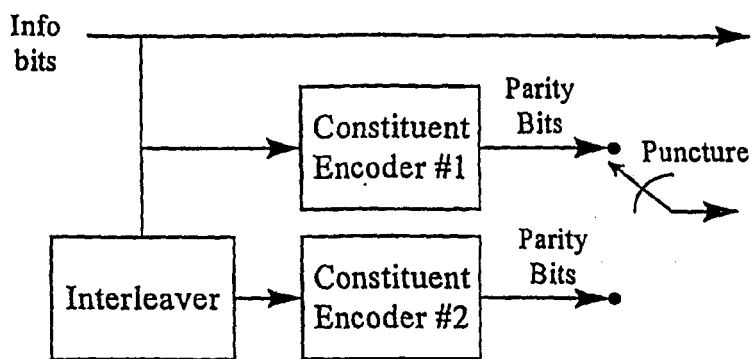 Info
bits
Parity
Bits
Constituent
Encoder #1
Puncture
Interleaver
Constituent
Encoder #2
Parity
Bits